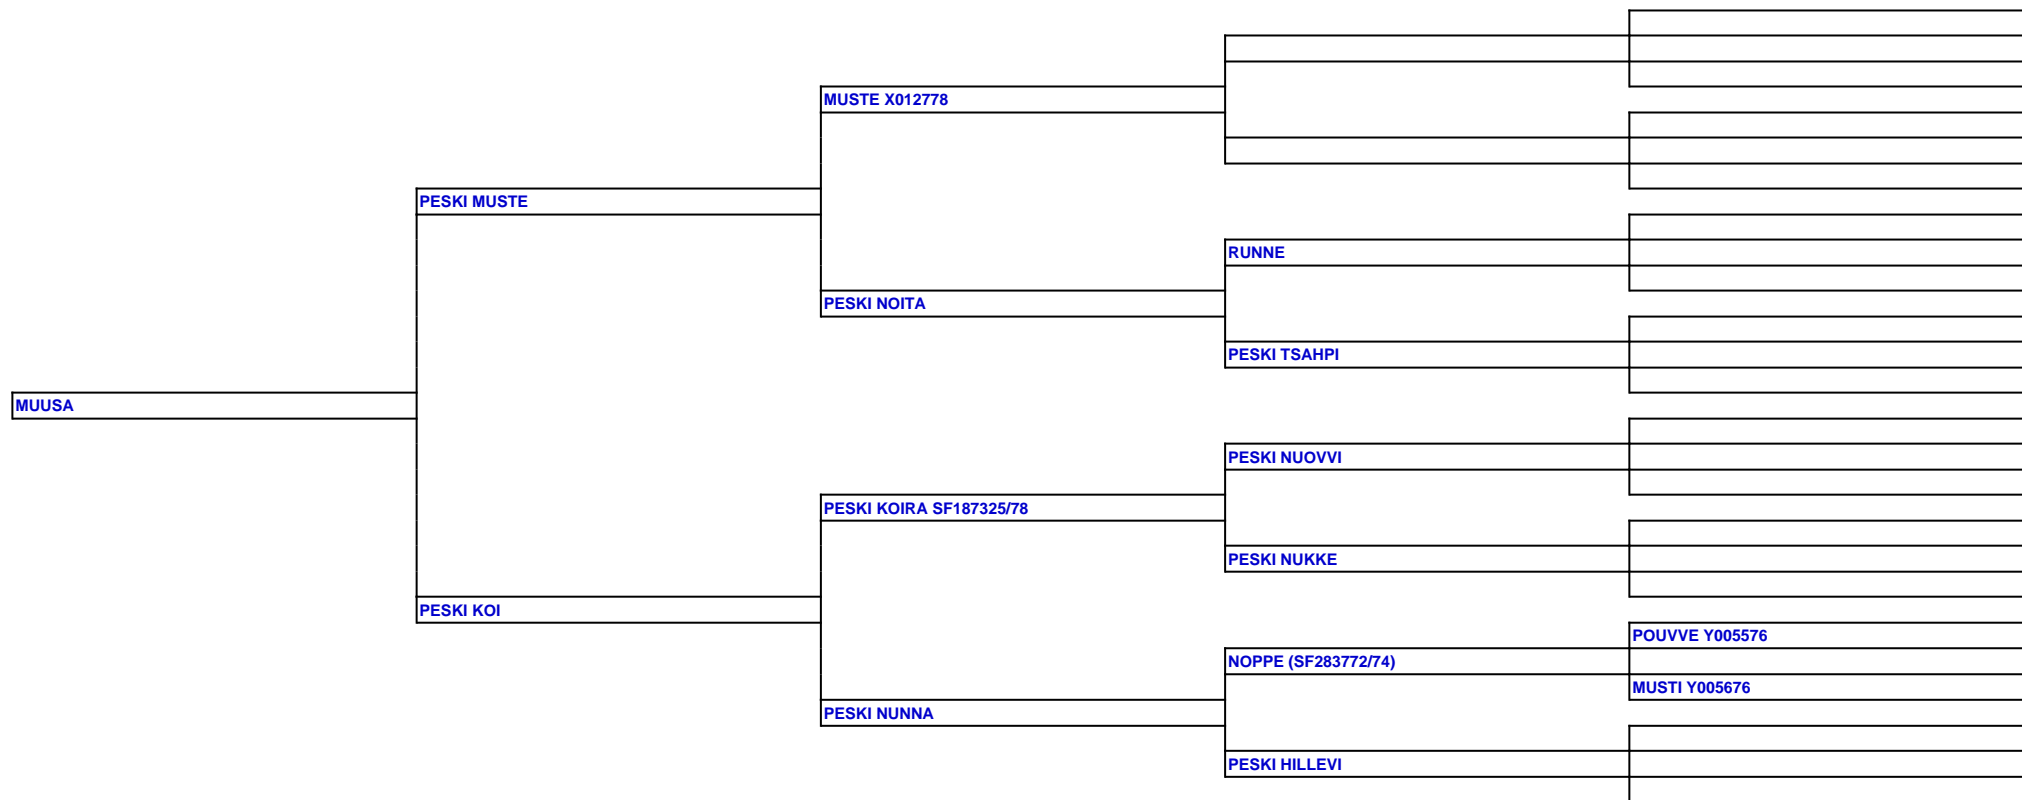 MUSTE X012778
PESKI MUSTE
RUNNE
PESKI NOITA
PESKI TSAHPI
MUUSA
PESKI NUOVVI
PESKI KOIRA SF187325/78
PESKI NUKKE
PESKI KOI
POUVVE Y005576
NOPPE (SF283772/74)
MUSTI Y005676
PESKI NUNNA
PESKI HILLEVI